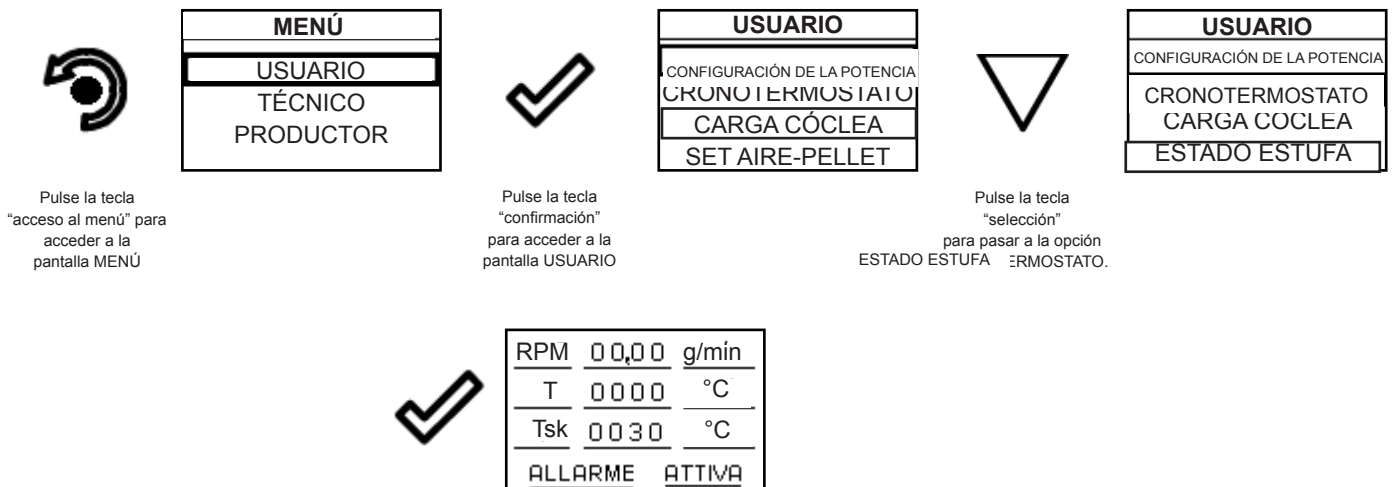 MENÚ
USUARIO
TÉCNICO
PRODUCTOR
Pulse la tecla
“acceso al menú” para
acceder a la
pantalla MENÚ
USUARIO
CONFIGURACIÓN DE LA POTENCIA
CRONOTERMOSTATO
CARGA CÓCLEA
SET AIRE-PELLET
Pulse la tecla
“confirmación”
para acceder a la
pantalla USUARIO
USUARIO
CONFIGURACIÓN DE LA POTENCIA
CRONOTERMOSTATO
CARGA COCLEA
ESTADO ESTUFA
Pulse la tecla
“selección”
para pasar a la opción
ESTADO ESTUFA ERMOSTATO.
RPM 00,00 g/min
T 0000 °C
Tsk 0030 °C
ALLARME ATTIVA